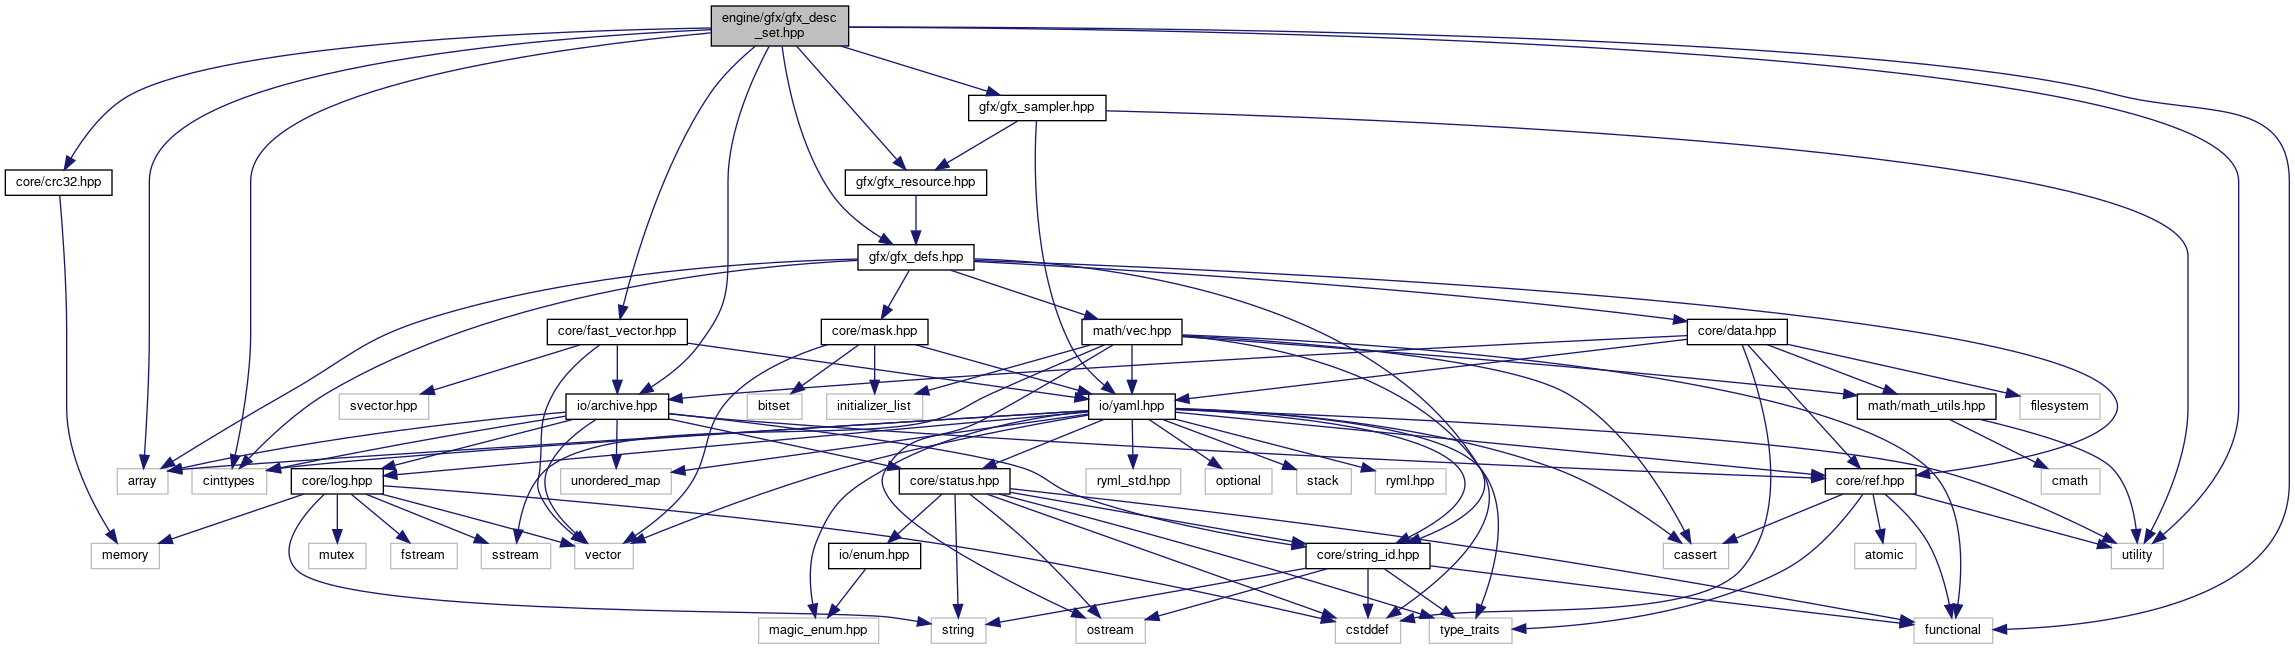 engine/gfx/gfx_desc
_set.hpp
gfx/gfx_sampler.hpp
core/crc32.hpp
gfx/gfx_resource.hpp
gfx/gfx_defs.hpp
core/fast_vector.hpp
core/mask.hpp
math/vec.hpp
core/data.hpp
svector.hpp
io/archive.hpp
bitset
initializer_list
io/yaml.hpp
math/math_utils.hpp
filesystem
array
cinttypes
core/log.hpp
unordered_map
core/status.hpp
ryml_std.hpp
optional
stack
ryml.hpp
core/ref.hpp
cmath
memory
mutex
fstream
sstream
vector
io/enum.hpp
core/string_id.hpp
cassert
atomic
utility
magic_enum.hpp
string
ostream
cstddef
type_traits
functional